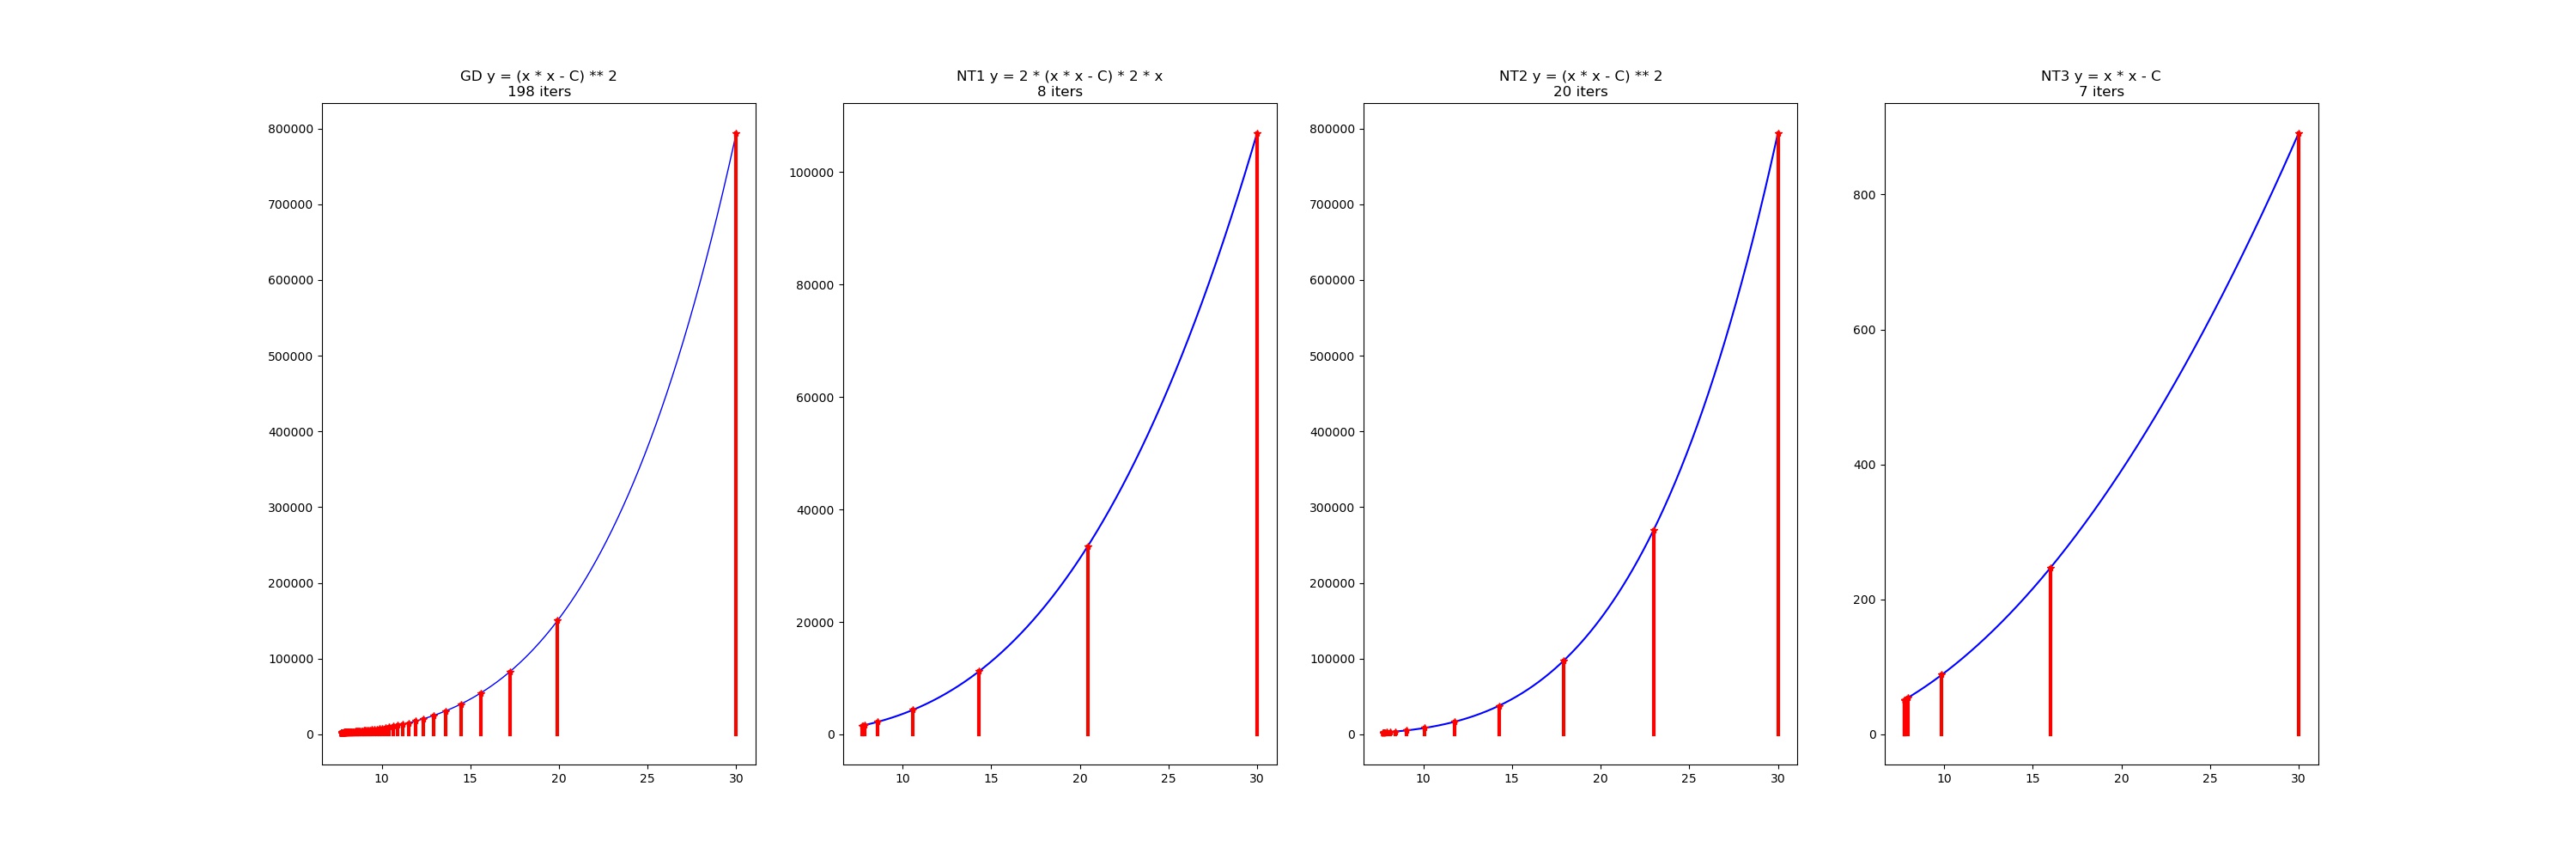 GD y = (x * x - C) ** 2
198 iters
800000
700000
600000
500000
400000
300000
200000
100000
0
10 15 20 25 30
NT1 y = 2 * (x * x - C) * 2 * x
8 iters
100000
80000
60000
40000
20000
0
10 15 20 25 30
NT2 y = (x * x - C) ** 2
20 iters
800000
700000
600000
500000
400000
300000
200000
100000
0
10 15 20 25 30
NT3 y = x * x - C
7 iters
800
600
400
200
0
10 15 20 25 30